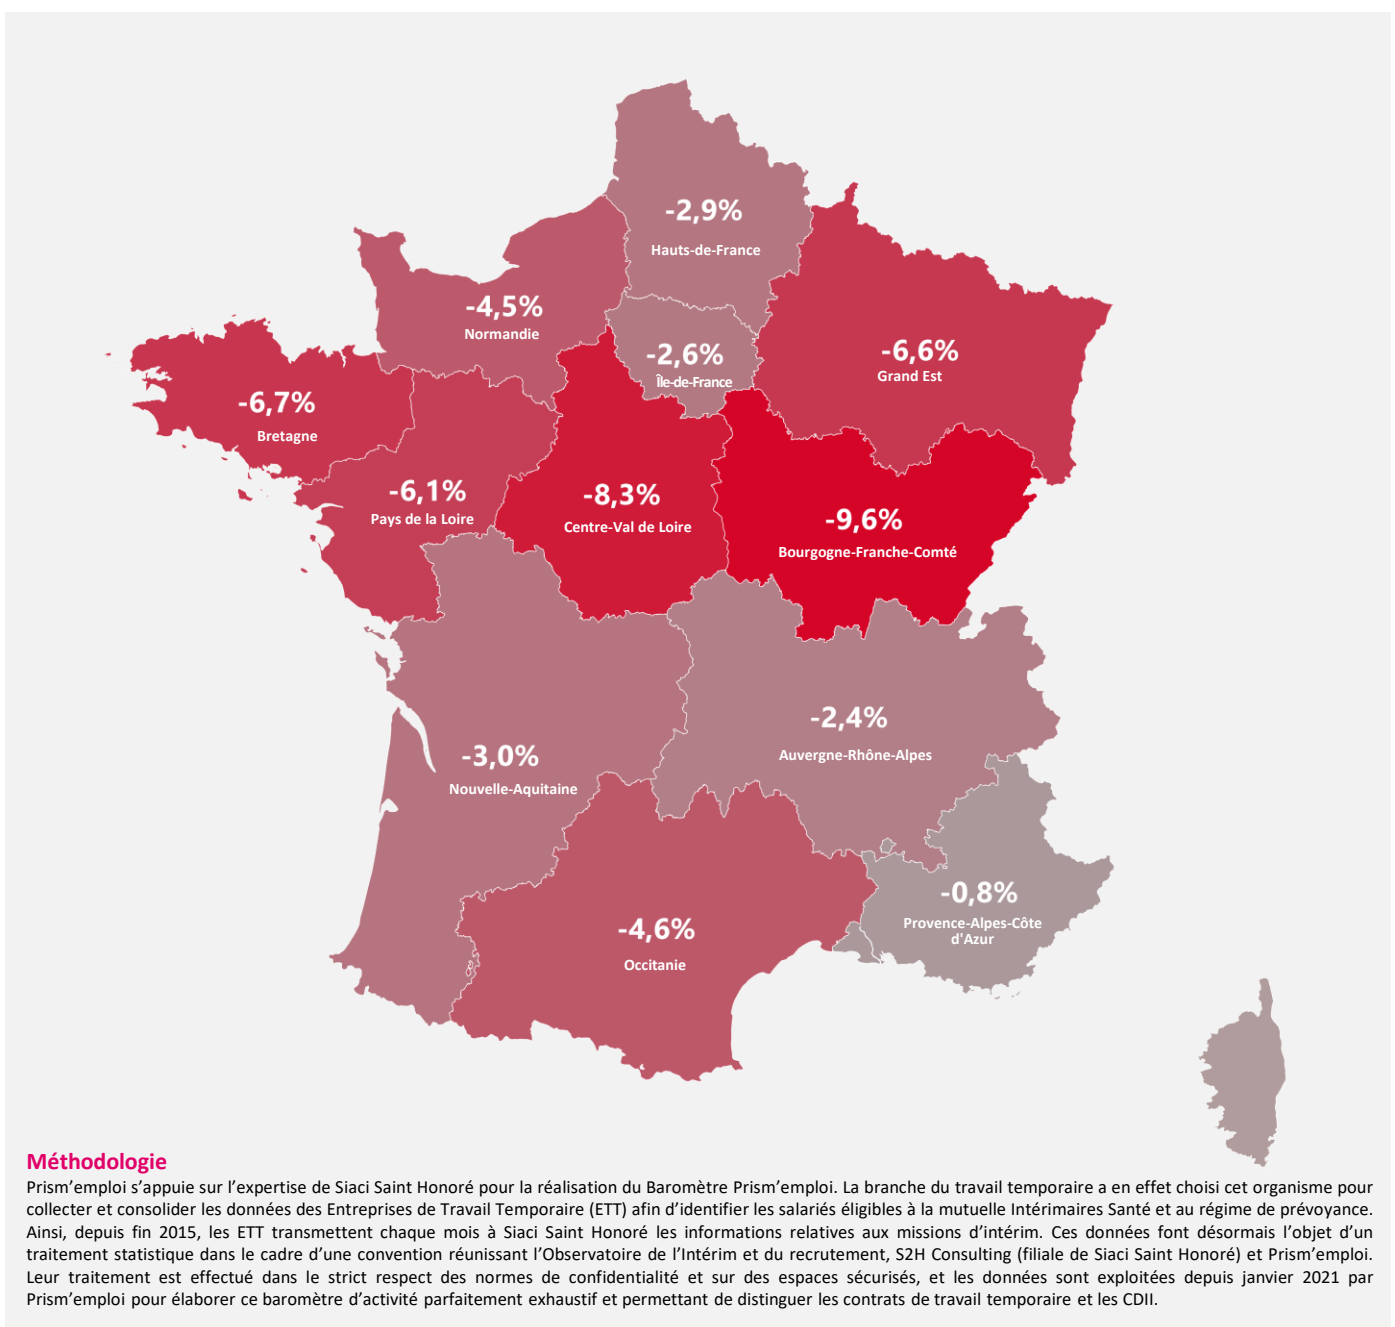 -2,9%
Hauts-de-France
-4,5%
Normandie
-2,6%
Île-de-France
-6,6%
Grand Est
-6,7%
Bretagne
-6,1%
Pays de la Loire
-8,3%
Centre-Val de Loire
-9,6%
Bourgogne-Franche-Comté
-2,4%
Auvergne-Rhône-Alpes
-3,0%
Nouvelle-Aquitaine
-0,8%
Provence-Alpes-Côte
d'Azur
-4,6%
Occitanie
Méthodologie
Prism’emploi s’appuie sur l’expertise de Siaci Saint Honoré pour la réalisation du Baromètre Prism’emploi. La branche du travail temporaire a en effet choisi cet organisme pour
collecter et consolider les données des Entreprises de Travail Temporaire (ETT) afin d’identifier les salariés éligibles à la mutuelle Intérimaires Santé et au régime de prévoyance.
Ainsi, depuis fin 2015, les ETT transmettent chaque mois à Siaci Saint Honoré les informations relatives aux missions d’intérim. Ces données font désormais l’objet d’un
traitement statistique dans le cadre d’une convention réunissant l’Observatoire de l’Intérim et du recrutement, S2H Consulting (filiale de Siaci Saint Honoré) et Prism’emploi.
Leur traitement est effectué dans le strict respect des normes de confidentialité et sur des espaces sécurisés, et les données sont exploitées depuis janvier 2021 par
Prism’emploi pour élaborer ce baromètre d’activité parfaitement exhaustif et permettant de distinguer les contrats de travail temporaire et les CDII.